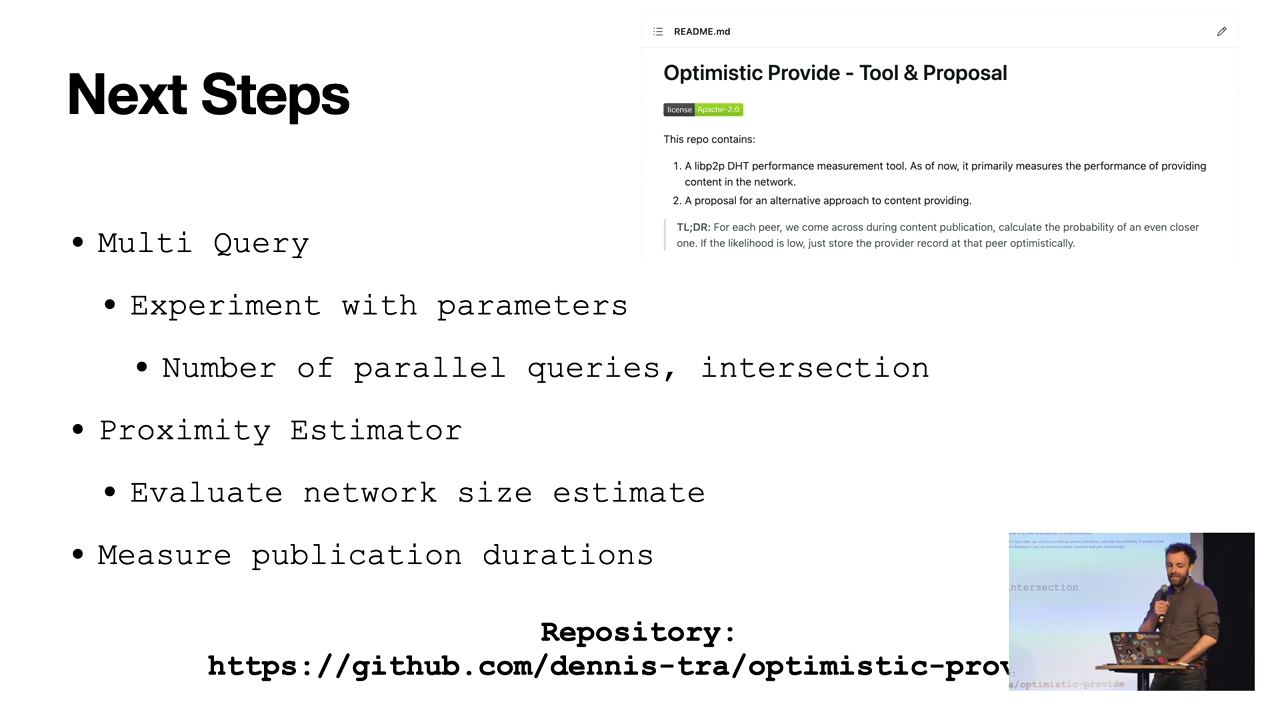 Next Steps
README.md
Optimistic Provide - Tool & Proposal
license Apache-2.0
This repo contains:
1. A libp2p DHT performance measurement tool. As of now, it primarily measures the performance of providing
content in the network.
2. A proposal for an alternative approach to content providing.
TL;DR: For each peer, we come across during content publication, calculate the probability of an even closer
one. If the likelihood is low, just store the provider record at that peer optimistically.
• Multi Query
• Experiment with parameters
• Number of parallel queries, intersection
• Proximity Estimator
• Evaluate network size estimate
• Measure publication durations
Repository:
https://github.com/dennis-tra/optimistic-prov
ntersection
a/optimistic-provide